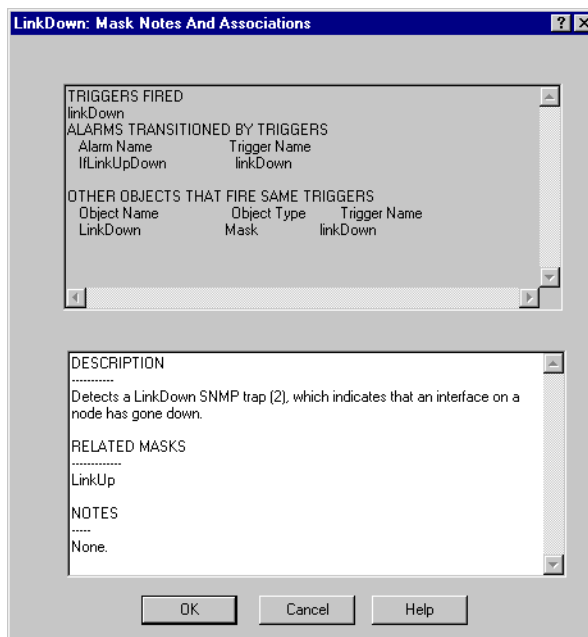 LinkDown: Mask Notes And Associations
TRIGGERS FIRED
linkDown
ALARMS TRANSITIONED BY TRIGGERS
Alarm Name Trigger Name
IfLinkUpDown linkDown
OTHER OBJECTS THAT FIRE SAME TRIGGERS
Object Name Object Type Trigger Name
LinkDown Mask linkDown
DESCRIPTION
-----------
Detects a LinkDown SNMP trap (2), which indicates that an interface on a
node has gone down.
RELATED MASKS
-------------
LinkUp
NOTES
-----
None.
OK Cancel Help